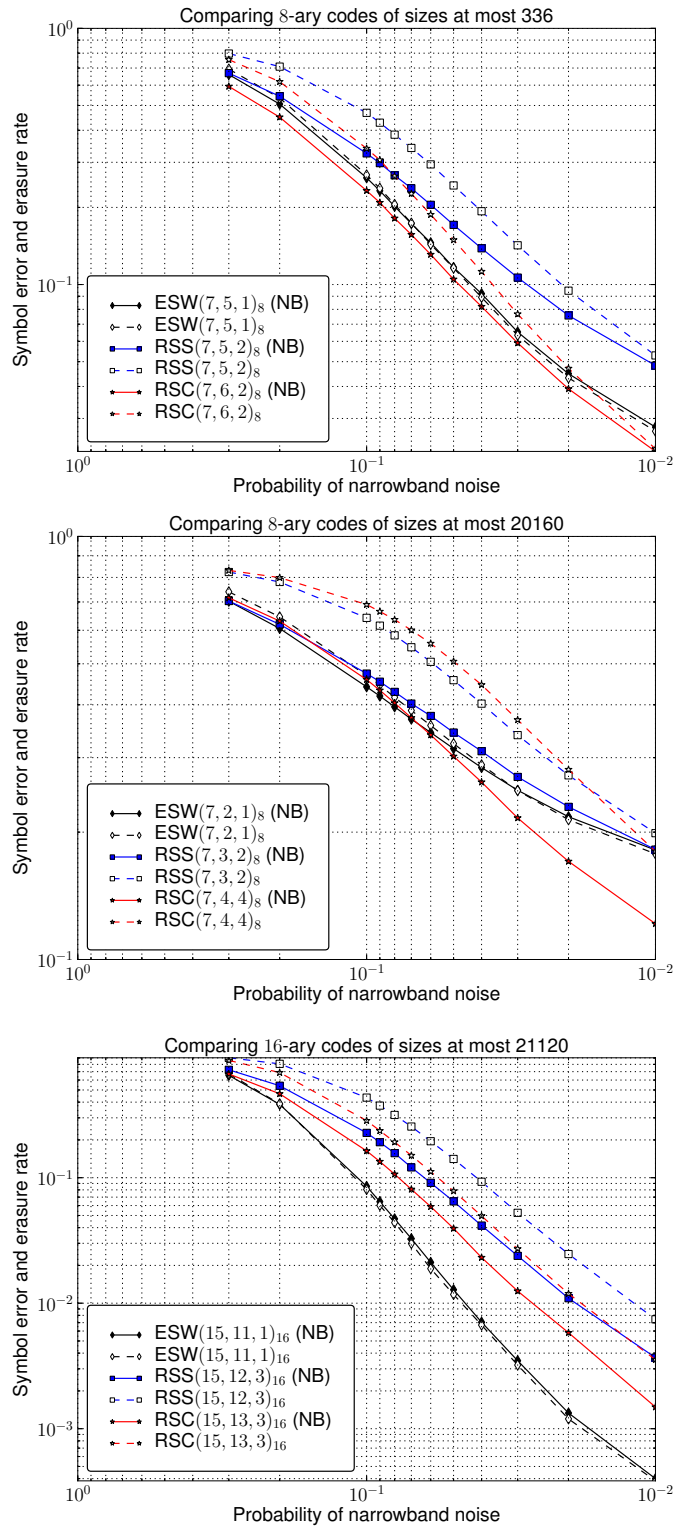 Comparing 8-ary codes of sizes at most 336
10^0
10^{-1}
Symbol error and erasure rate
ESW(7, 5, 1)_8 (NB)
ESW(7, 5, 1)_8
RSS(7, 5, 2)_8 (NB)
RSS(7, 5, 2)_8
RSC(7, 6, 2)_8 (NB)
RSC(7, 6, 2)_8
10^0 10^{-1} 10^{-2}
Probability of narrowband noise
Comparing 8-ary codes of sizes at most 20160
10^0
Symbol error and erasure rate
ESW(7, 2, 1)_8 (NB)
ESW(7, 2, 1)_8
RSS(7, 3, 2)_8 (NB)
RSS(7, 3, 2)_8
RSC(7, 4, 4)_8 (NB)
RSC(7, 4, 4)_8
10^{-1}
10^0 10^{-1} 10^{-2}
Probability of narrowband noise
Comparing 16-ary codes of sizes at most 21120
10^{-1}
10^{-2}
10^{-3}
Symbol error and erasure rate
ESW(15, 11, 1)_{16} (NB)
ESW(15, 11, 1)_{16}
RSS(15, 12, 3)_{16} (NB)
RSS(15, 12, 3)_{16}
RSC(15, 13, 3)_{16} (NB)
RSC(15, 13, 3)_{16}
10^0 10^{-1} 10^{-2}
Probability of narrowband noise